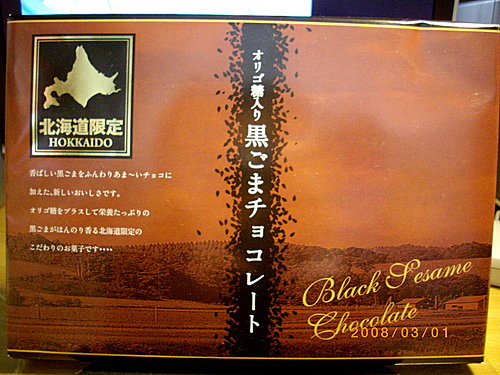 北海道限定
HOKKAIDO
香ばしい黒ごまをふんわりあま〜いチョコに
加えた、新しいおいしさです。
オリゴ糖をプラスして栄養たっぷりの
黒ごまがほんのり香る北海道限定の
こだわりのお菓子です・・・・
オリゴ糖入り黒ごまチョコレート
Black Sesame
Chocolate
2008/03/01